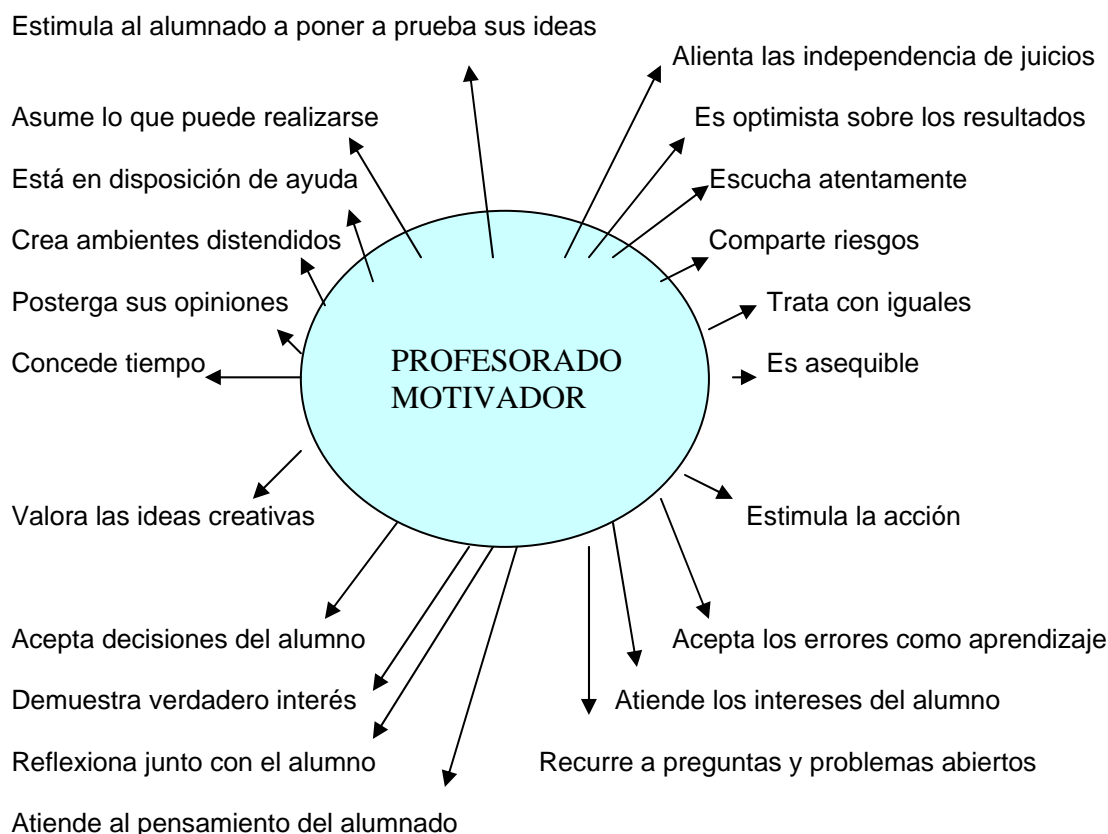 Estimula al alumnado a poner a prueba sus ideas
Alienta las independencia de juicios
Asume lo que puede realizarse
Es optimista sobre los resultados
Está en disposición de ayuda
Escucha atentamente
Crea ambientes distendidos
Comparte riesgos
Posterga sus opiniones
Trata con iguales
Concede tiempo
PROFESORADO
MOTIVADOR
Es asequible
Valora las ideas creativas
Estimula la acción
Acepta decisiones del alumno
Acepta los errores como aprendizaje
Demuestra verdadero interés
Atiende los intereses del alumno
Reflexiona junto con el alumno
Recurre a preguntas y problemas abiertos
Atiende al pensamiento del alumnado